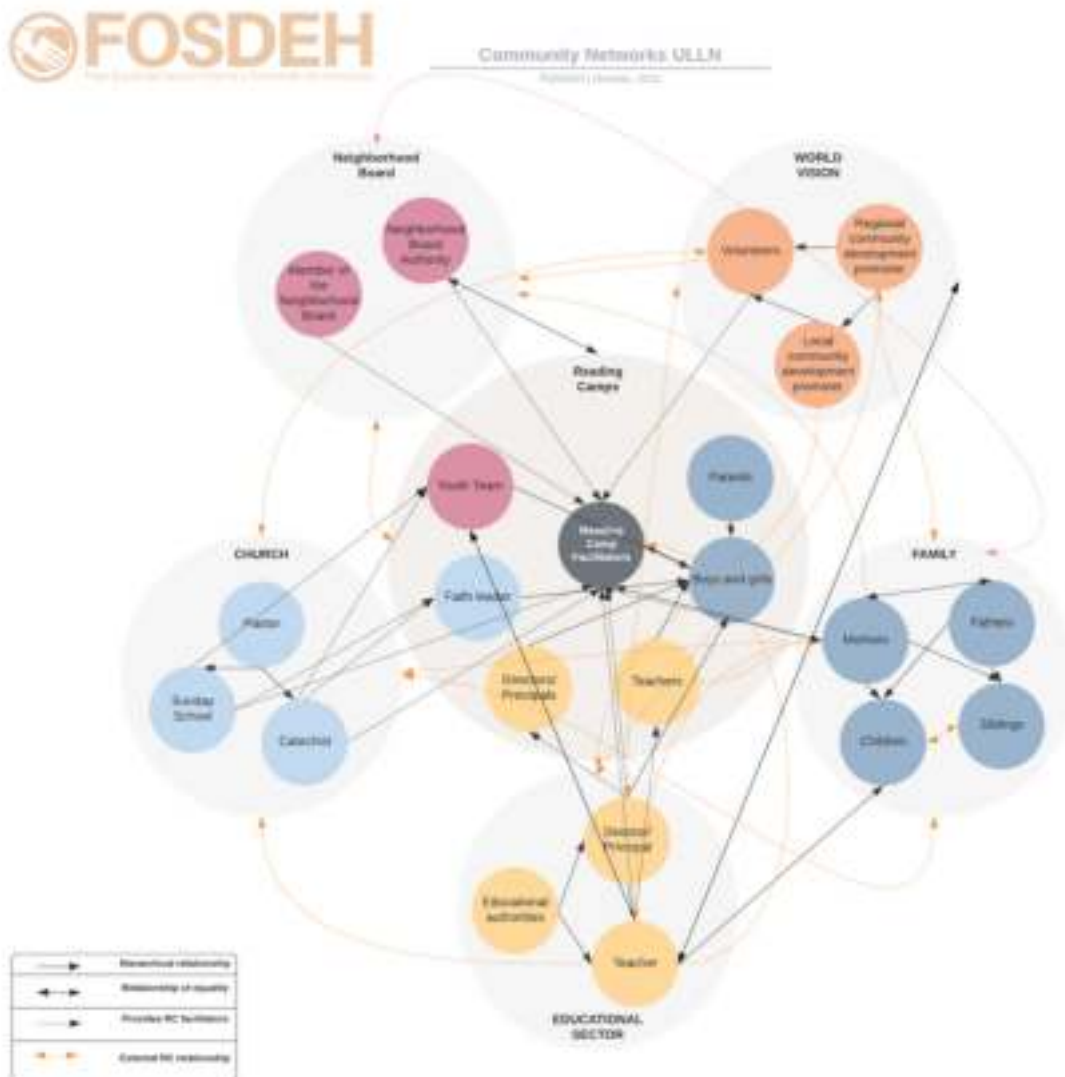 FOSDEH
Community Networks ULLN
Neighborhood
Board
WORLD
VISION
Neighborhood
Board
Authority
Member of
the
Neighborhood
Board
Volunteers
Regional
community
development
promoter
Local
community
development
promoter
Reading
Camps
Youth Team
Parents
Reading
Camp
Facilitators
CHURCH
FAMILY
Pastor
Faith leader
Boys and girls
Mothers
Fathers
Sunday
School
Catechist
Directors/
Principals
Teachers
Children
Siblings
Director/
Principal
Educational
authorities
Teacher
EDUCATIONAL
SECTOR
Hierarchical relationship
Relationship of equality
Provides RC facilitators
External RC relationship